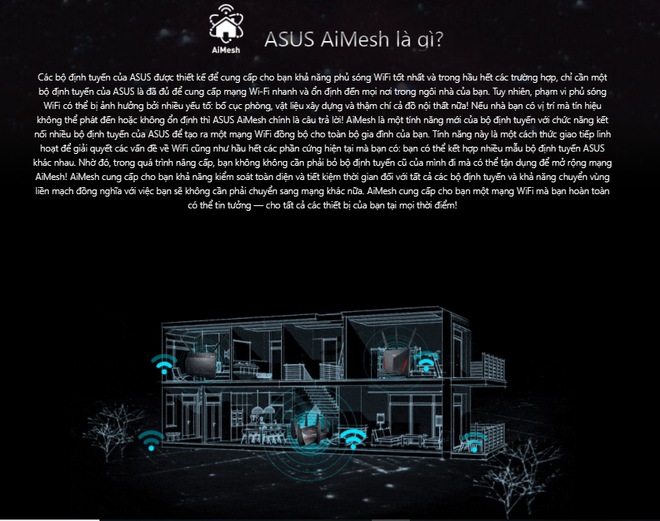 AiMesh
ASUS AiMesh là gì?
Các bộ định tuyến của ASUS được thiết kế để cung cấp cho bạn khả năng phủ sóng WiFi tốt nhất và trong hầu hết các trường hợp, chỉ cần một
bộ định tuyến của ASUS là đã đủ để cung cấp mạng Wi-Fi nhanh và ổn định đến mọi nơi trong ngôi nhà của bạn. Tuy nhiên, phạm vi phủ sóng
WiFi có thể bị ảnh hưởng bởi nhiều yếu tố: bố cục phòng, vật liệu xây dựng và thậm chí cả đồ nội thất nữa! Nếu nhà bạn có vị trí mà tín hiệu
không thể phát đến hoặc không ổn định thì ASUS AiMesh chính là câu trả lời! AiMesh là một tính năng mới của bộ định tuyến với chức năng kết
nối nhiều bộ định tuyến của ASUS để tạo ra một mạng WiFi đồng bộ cho toàn bộ gia đình của bạn. Tính năng này là một cách thức giao tiếp linh
hoạt để giải quyết các vấn đề về WiFi cũng như hầu hết các phần cứng hiện tại mà bạn có: bạn có thể kết hợp nhiều mẫu bộ định tuyến ASUS
khác nhau. Nhờ đó, trong quá trình nâng cấp, bạn không không cần phải bỏ bộ định tuyến cũ của mình đi mà có thể tận dụng để mở rộng mạng
AiMesh! AiMesh cung cấp cho bạn khả năng kiểm soát toàn diện và tiết kiệm thời gian đối với tất cả các bộ định tuyến và khả năng chuyển vùng
liền mạch đồng nghĩa với việc bạn sẽ không cần phải chuyển sang mạng khác nữa. AiMesh cung cấp cho bạn một mạng WiFi mà bạn hoàn toàn
có thể tin tưởng — cho tất cả các thiết bị của bạn tại mọi thời điểm!